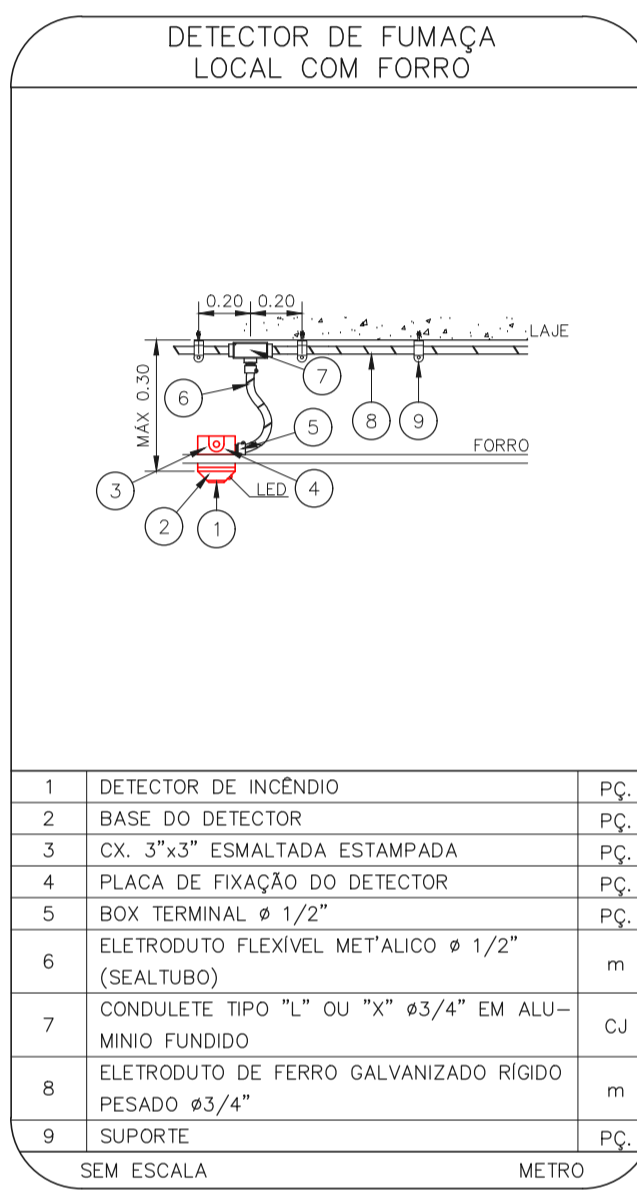 DETECTOR DE FUMAÇA
LOCAL COM FORRO
0.20 0.20
LAJE
MÁX 0.30
7
6
8
9
5
FORRO
3
4
LED
2
1
1 DETECTOR DE INCÊNDIO PÇ.
2 BASE DO DETECTOR PÇ.
3 CX. 3"x3" ESMALTADA ESTAMPADA PÇ.
4 PLACA DE FIXAÇÃO DO DETECTOR PÇ.
5 BOX TERMINAL ø 1/2" PÇ.
6 ELETRODUTO FLEXÍVEL MET'ALICO ø 1/2"
(SEALTUBO) m
7 CONDULETE TIPO "L" OU "X" ø3/4" EM ALU-
MINIO FUNDIDO CJ
8 ELETRODUTO DE FERRO GALVANIZADO RÍGIDO
PESADO ø3/4" m
9 SUPORTE PÇ.
SEM ESCALA METRO